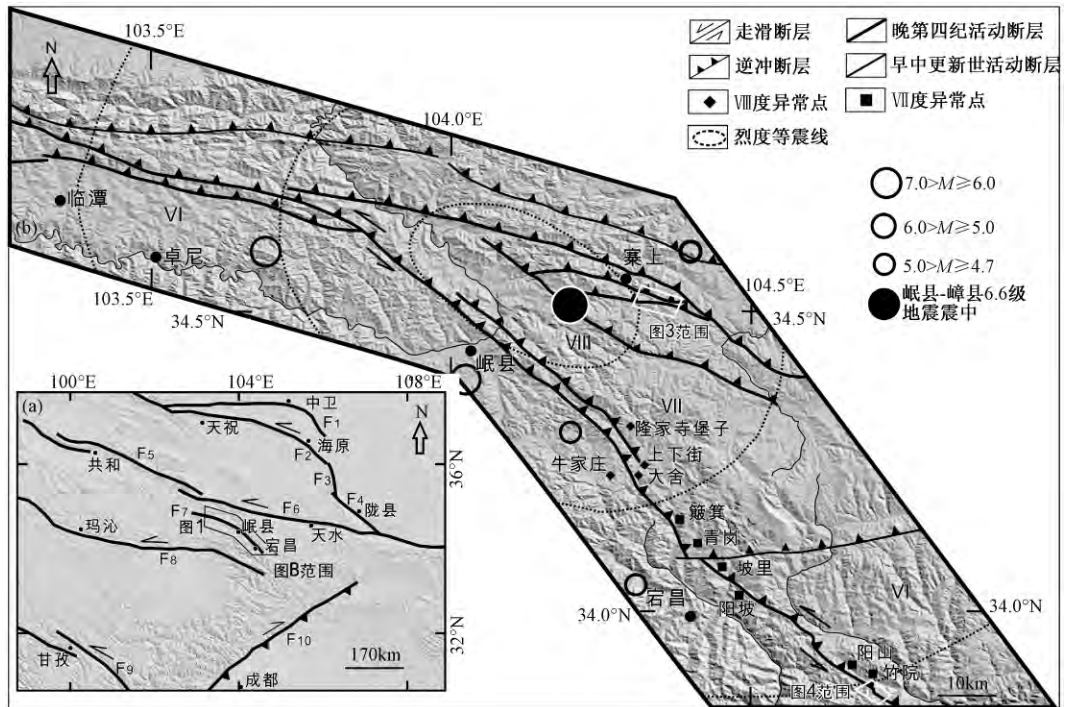 103.5°E
N
104.0°E
走滑断层
晚第四纪活动断层
逆冲断层
早中更新世活动断层
Ⅷ度异常点
Ⅶ度异常点
烈度等震线
7.0>M≥6.0
6.0>M≥5.0
5.0>M≥4.7
岷县-嶂县6.6级
地震震中
临潭
Ⅵ
(b)
卓尼
寨上
104.5°E
34.5°N
103.5°E
34.5°N
图3范围
Ⅷ
岷县
Ⅶ
隆家寺堡子
上下街
牛家庄
大舍
簸箕
青岗
坡里
阳坡
宕昌
34.0°N
Ⅵ
34.0°N
阳山
竹院
图4范围
10km
(a)
100°E
104°E
108°E
N
中卫
天祝
F1
海原
F2
36°N
共和
F5
F3
F4
陇县
F6
F7
图1
岷县
天水
玛沁
宕昌
F8
图B范围
32°N
F10
甘孜
F9
成都
170km